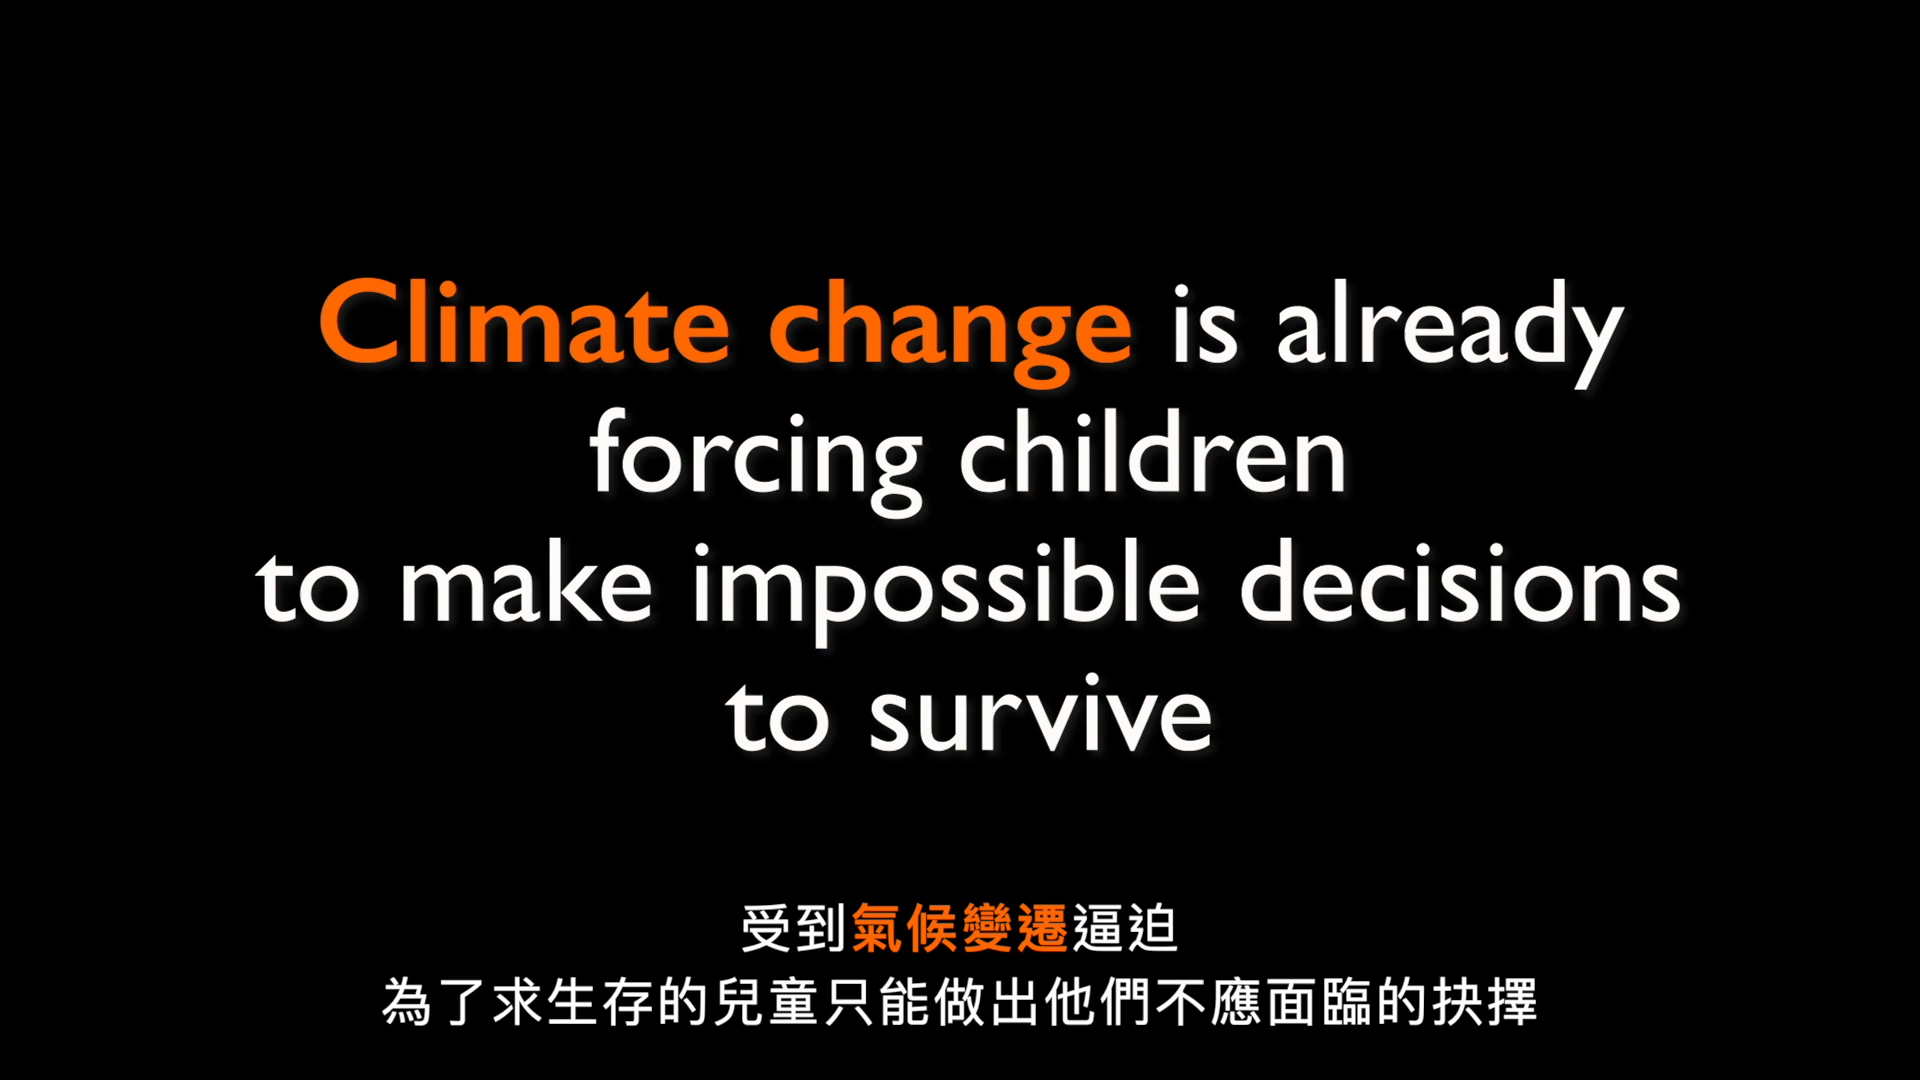 Climate change is already
forcing children
to make impossible decisions
to survive
受到氣候變遷逼迫
為了求生存的兒童只能做出他們不應面臨的抉擇